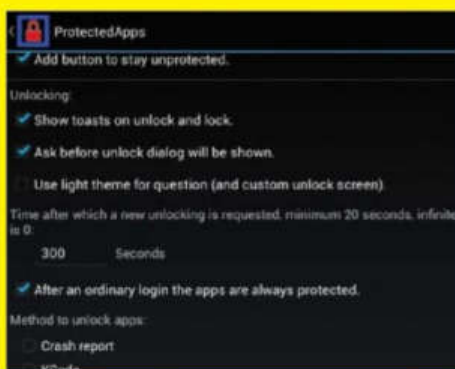 ProtectedApps
Add button to stay unprotected.
Unlocking:
Show toasts on unlock and lock.
Ask before unlock dialog will be shown.
Use light theme for question (and custom unlock screen)
Time after which a new unlocking is requested. minimum 20 seconds, infinite
is 0:
300 Seconds
After an ordinary login the apps are always protected.
Method to unlock apps:
Crash report